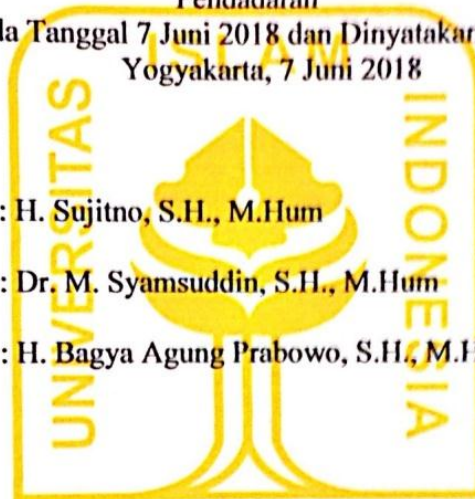 Pendadaran
da Tanggal 7 Juni 2018 dan Dinyatakan
Yogyakarta, 7 Juni 2018
ISLAM
UNIVERSITAS
INDONESIA
: H. Sujitno, S.H., M.Hum
: Dr. M. Syamsuddin, S.H., M.Hum
: H. Bagya Agung Prabowo, S.H., M.H